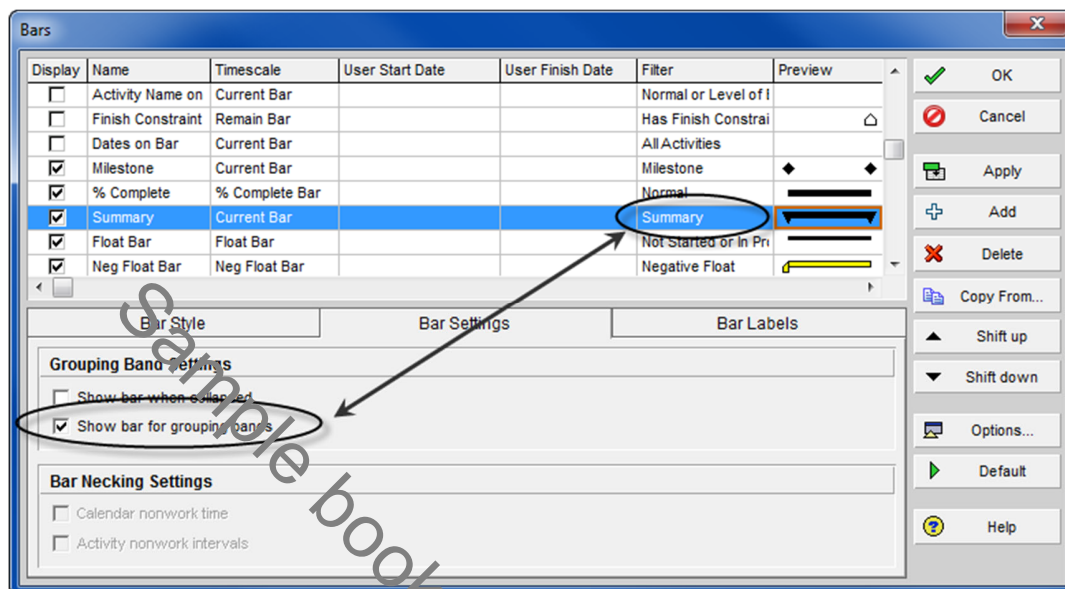 Bars
Display Name Timescale User Start Date User Finish Date Filter Preview
Activity Name on Current Bar Normal or Level of
Finish Constraint Remain Bar Has Finish Constrai
Dates on Bar Current Bar All Activities
Milestone Current Bar Milestone
% Complete % Complete Bar Normal
Summary Current Bar Summary
Float Bar Float Bar Not Started or In Pr
Neg Float Bar Neg Float Bar Negative Float
OK
Cancel
Apply
Add
Delete
Copy From...
Shift up
Shift down
Options...
Default
Help
Bar Style Bar Settings Bar Labels
Grouping Band Settings
Show bar when collapsed
Show bar for grouping bands
Bar Necking Settings
Calendar nonwork time
Activity nonwork intervals
Sample book